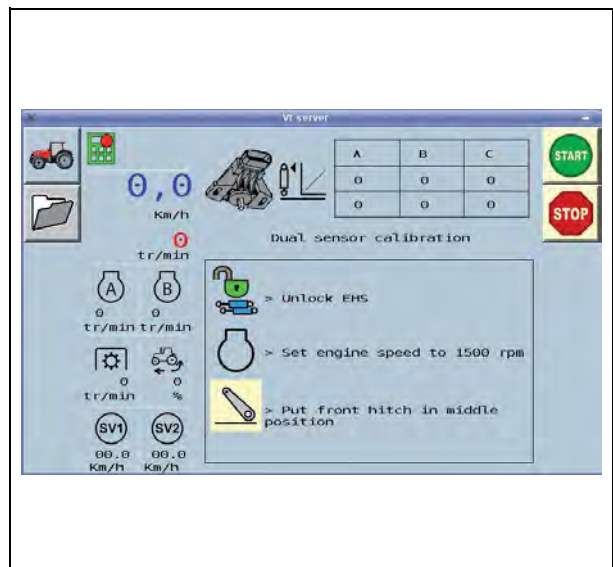 VT server
START
STOP
0,0
Km/h
0
tr/min
A B C
0 0 0
0 0 0
Dual sensor calibration
A B
0 0
tr/min tr/min
0 0
tr/min %
SV1 SV2
00.0 00.0
Km/h Km/h
> Unlock EHS
> Set engine speed to 1500 rpm
> Put front hitch in middle
position